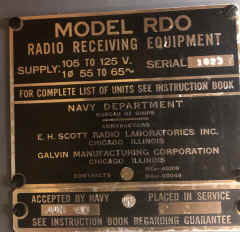 MODEL RDO
RADIO RECEIVING EQUIPMENT
SUPPLY: 105 TO 125 V. SERIAL
1Ø 55 TO 65~
FOR COMPLETE LIST OF UNITS SEE INSTRUCTION BOOK
NAVY DEPARTMENT
BUREAU OF SHIPS
CONTRACTORS
E. H. SCOTT RADIO LABORATORIES INC.
CHICAGO ILLINOIS
GALVIN MANUFACTURING CORPORATION
CHICAGO ILLINOIS
CONTRACTS
ACCEPTED BY NAVY PLACED IN SERVICE
SEE INSTRUCTION BOOK REGARDING GUARANTEE